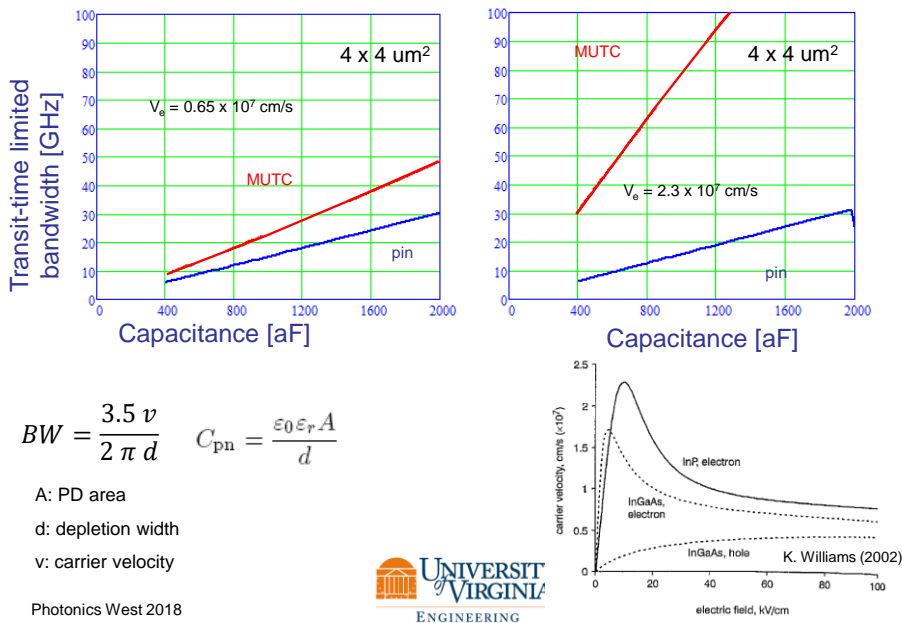 100
90
80
70
60
50
40
30
20
10
0
0 400 800 1200 1600 2000
4 x 4 um²
Vₑ = 0.65 x 10⁷ cm/s
MUTC
pin
Transit-time limited
bandwidth [GHz]
Capacitance [aF]
100
90
80
70
60
50
40
30
20
10
0
0 400 800 1200 1600 2000
MUTC
4 x 4 um²
Vₑ = 2.3 x 10⁷ cm/s
pin
Capacitance [aF]
BW = 3.5 v / 2 π d
C_pn = ε₀ εᵣ A / d
A: PD area
d: depletion width
v: carrier velocity
Photonics West 2018
UNIVERSIT
VIRGINIA
ENGINEERING
2.5
2
1.5
1
0.5
0
0 20 40 60 80 100
carrier velocity, cm/s (×10⁷)
InP, electron
InGaAs,
electron
InGaAs, hole
K. Williams (2002)
electric field, kV/cm